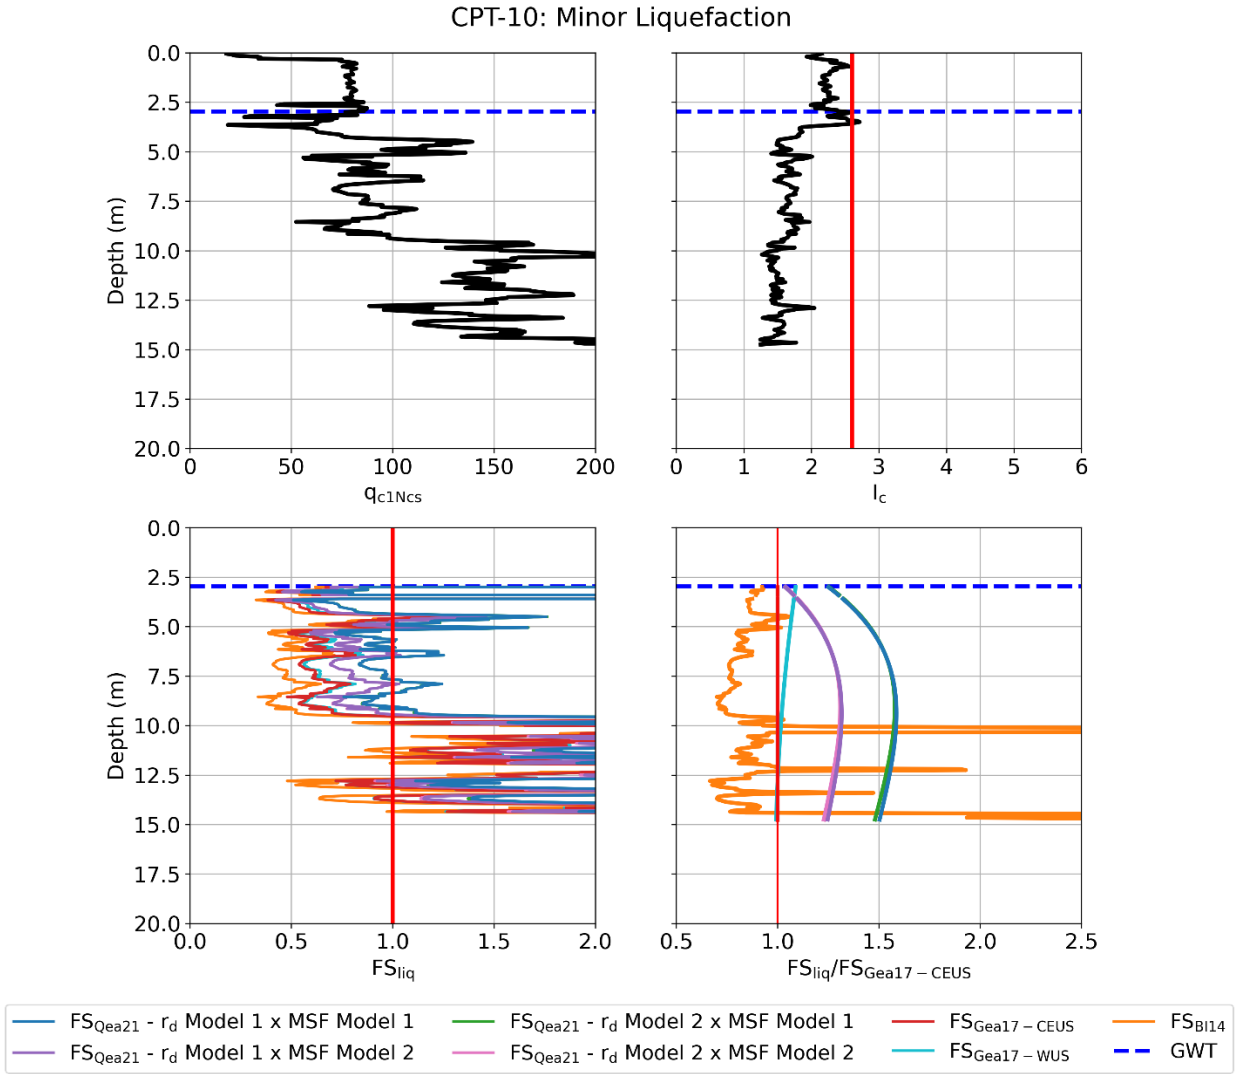 CPT-10: Minor Liquefaction
0.0
2.5
5.0
7.5
10.0
12.5
15.0
17.5
20.0
Depth (m)
0 50 100 150 200
qc1Ncs
0 1 2 3 4 5 6
Ic
0.0
2.5
5.0
7.5
10.0
12.5
15.0
17.5
20.0
Depth (m)
0.0 0.5 1.0 1.5 2.0
FSliq
0.5 1.0 1.5 2.0 2.5
FSliq/FSGea17−CEUS
FSQea21 - rd Model 1 x MSF Model 1
FSQea21 - rd Model 1 x MSF Model 2
FSQea21 - rd Model 2 x MSF Model 1
FSQea21 - rd Model 2 x MSF Model 2
FSGea17−CEUS
FSGea17−WUS
FSBI14
GWT